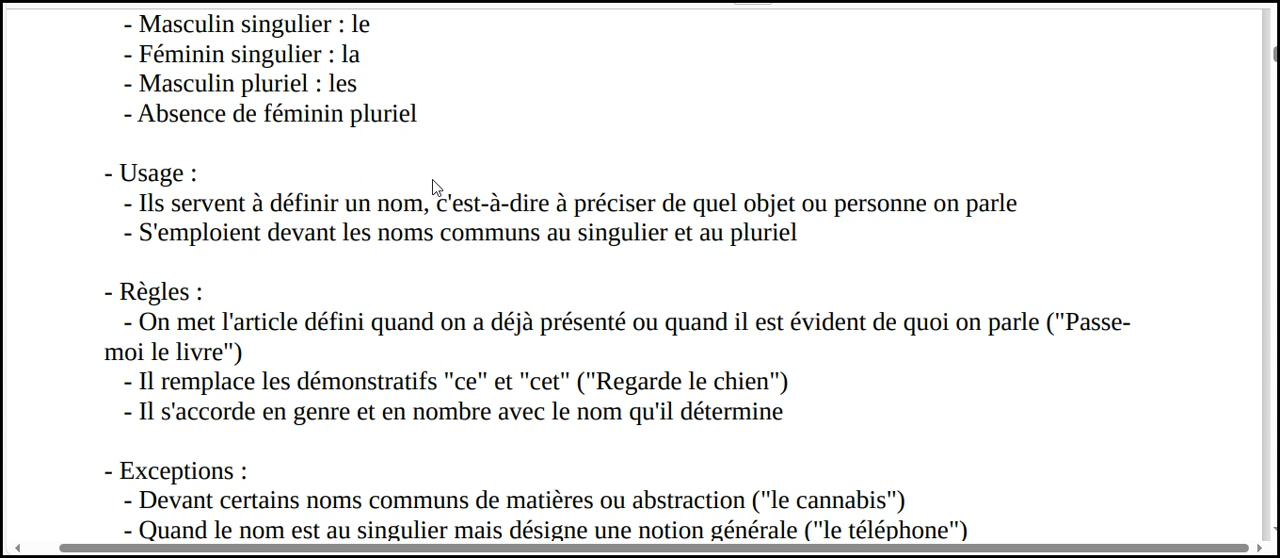 - Masculin singulier : le
- Féminin singulier : la
- Masculin pluriel : les
- Absence de féminin pluriel
- Usage :
- Ils servent à définir un nom, c'est-à-dire à préciser de quel objet ou personne on parle
- S'emploient devant les noms communs au singulier et au pluriel
- Règles :
- On met l'article défini quand on a déjà présenté ou quand il est évident de quoi on parle ("Passe-
moi le livre")
- Il remplace les démonstratifs "ce" et "cet" ("Regarde le chien")
- Il s'accorde en genre et en nombre avec le nom qu'il détermine
- Exceptions :
- Devant certains noms communs de matières ou abstraction ("le cannabis")
- Quand le nom est au singulier mais désigne une notion générale ("le téléphone")